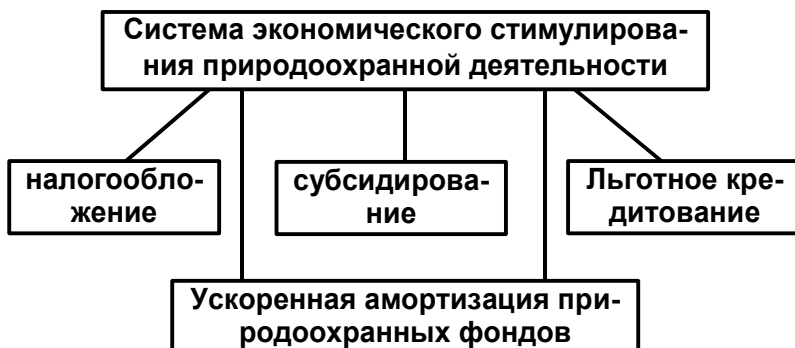 Система экономического стимулирова-
ния природоохранной деятельности
налогообло-
жение
субсидирова-
ние
Льготное кре-
дитование
Ускоренная амортизация при-
родоохранных фондов